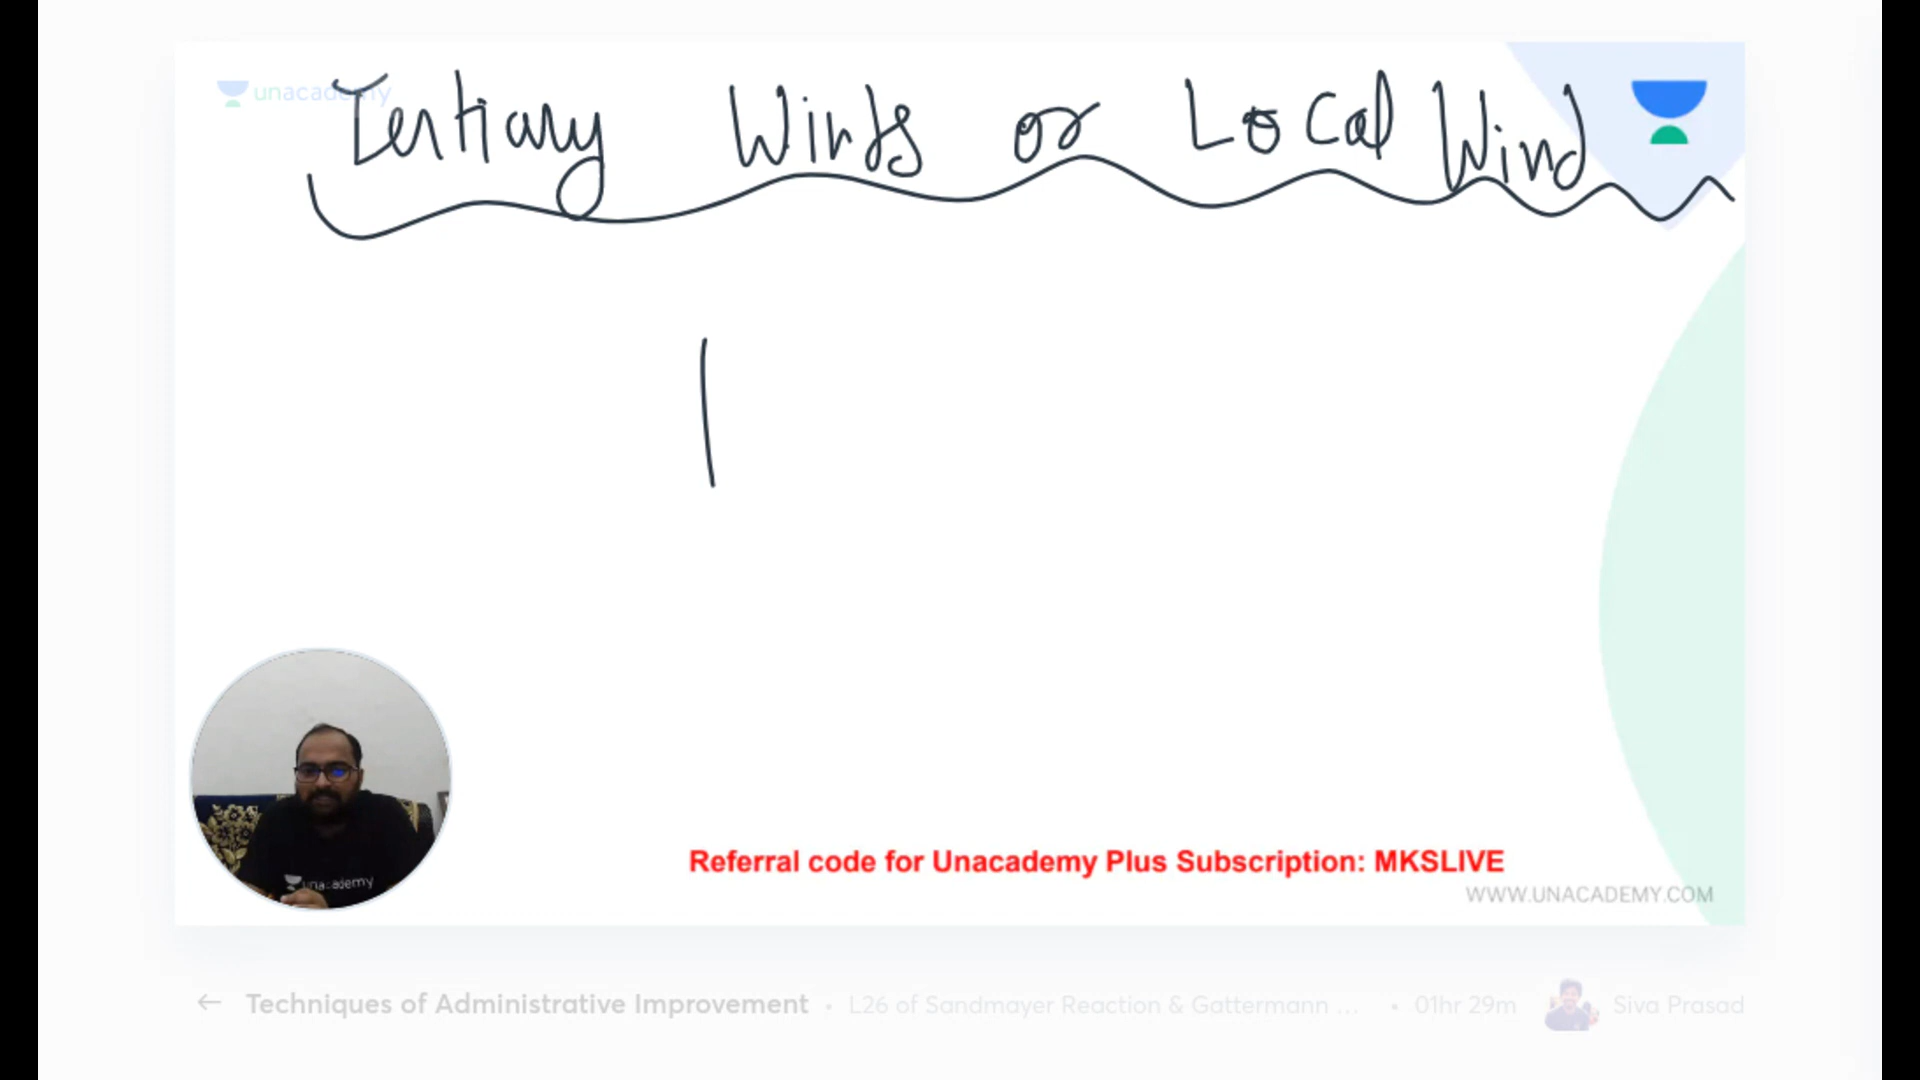 unacademy
Tertiary Winds or Local Wind
unacademy
Referral code for Unacademy Plus Subscription: MKSLIVE
WWW.UNACADEMY.COM
← Techniques of Administrative Improvement • L26 of Sandmayer Reaction & Gattermann ... • 01hr 29m Siva Prasad